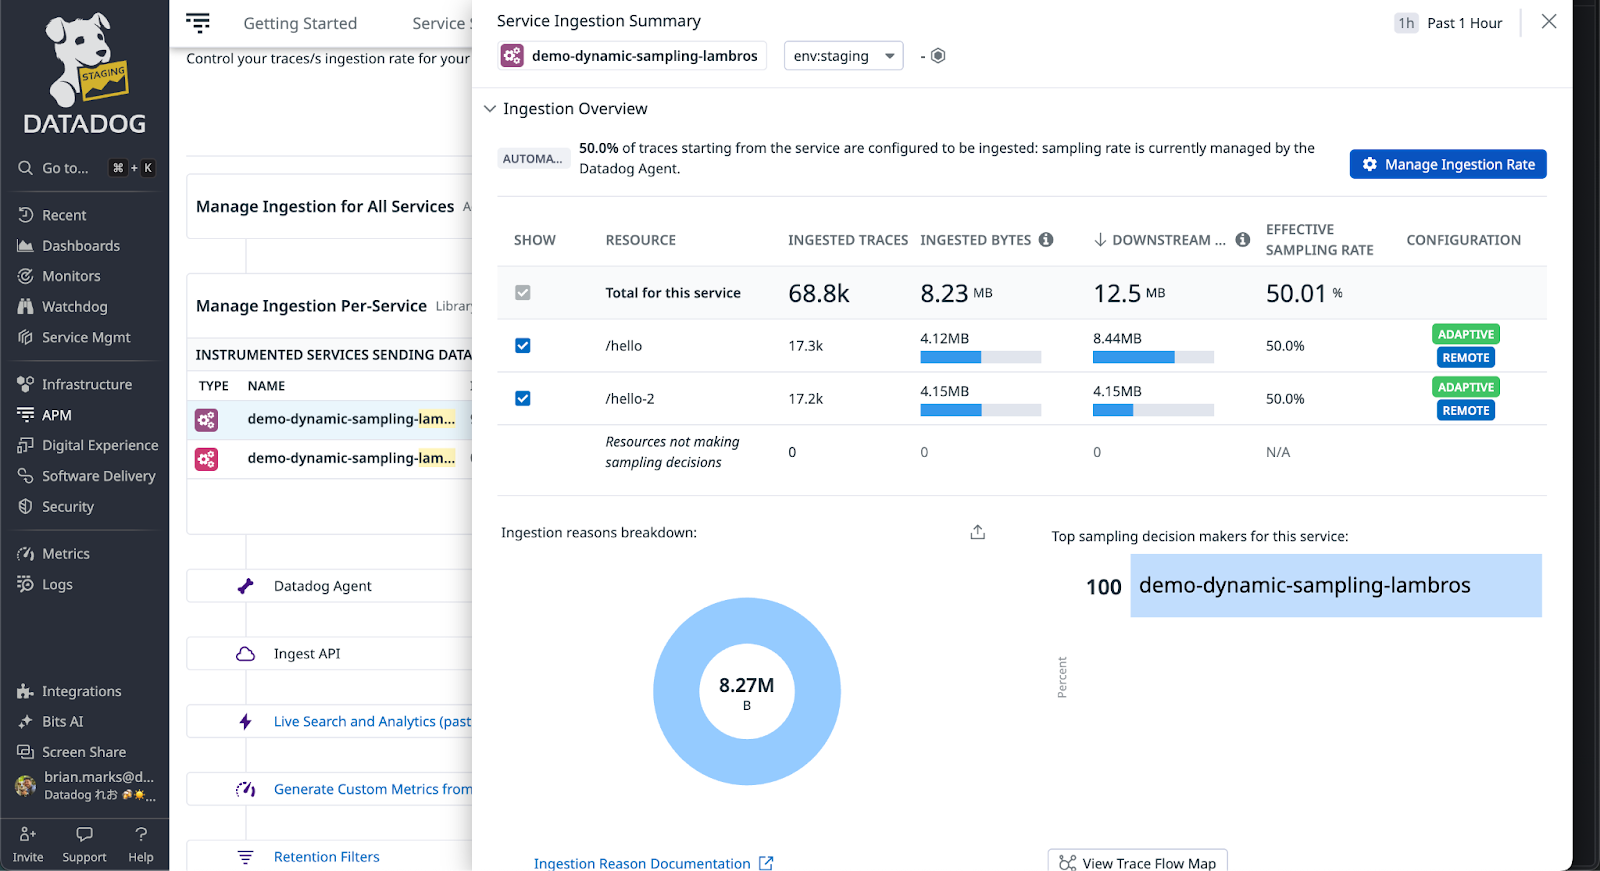 STAGING
DATADOG
Go to...
⌘ + K
Recent
Dashboards
Monitors
Watchdog
Service Mgmt
Infrastructure
APM
Digital Experience
Software Delivery
Security
Metrics
Logs
Integrations
Bits AI
Screen Share
brian.marks@d...
Datadog れお
Invite
Support
Help
Getting Started
Service
Control your traces/s ingestion rate for your
Manage Ingestion for All Services
Manage Ingestion Per-Service
INSTRUMENTED SERVICES SENDING DATA
TYPE NAME
demo-dynamic-sampling-lam...
demo-dynamic-sampling-lam...
Datadog Agent
Ingest API
Live Search and Analytics (past
Generate Custom Metrics from
Retention Filters
Service Ingestion Summary
1h Past 1 Hour
demo-dynamic-sampling-lambros
env:staging
-
Ingestion Overview
AUTOMA...
50.0% of traces starting from the service are configured to be ingested: sampling rate is currently managed by the
Datadog Agent.
Manage Ingestion Rate
SHOW RESOURCE INGESTED TRACES INGESTED BYTES DOWNSTREAM ... EFFECTIVE SAMPLING RATE CONFIGURATION
Total for this service 68.8k 8.23 MB 12.5 MB 50.01 %
/hello 17.3k 4.12MB 8.44MB 50.0% ADAPTIVE REMOTE
/hello-2 17.2k 4.15MB 4.15MB 50.0% ADAPTIVE REMOTE
Resources not making sampling decisions 0 0 0 N/A
Ingestion reasons breakdown:
8.27M
B
Ingestion Reason Documentation
Top sampling decision makers for this service:
100 demo-dynamic-sampling-lambros
Percent
View Trace Flow Map